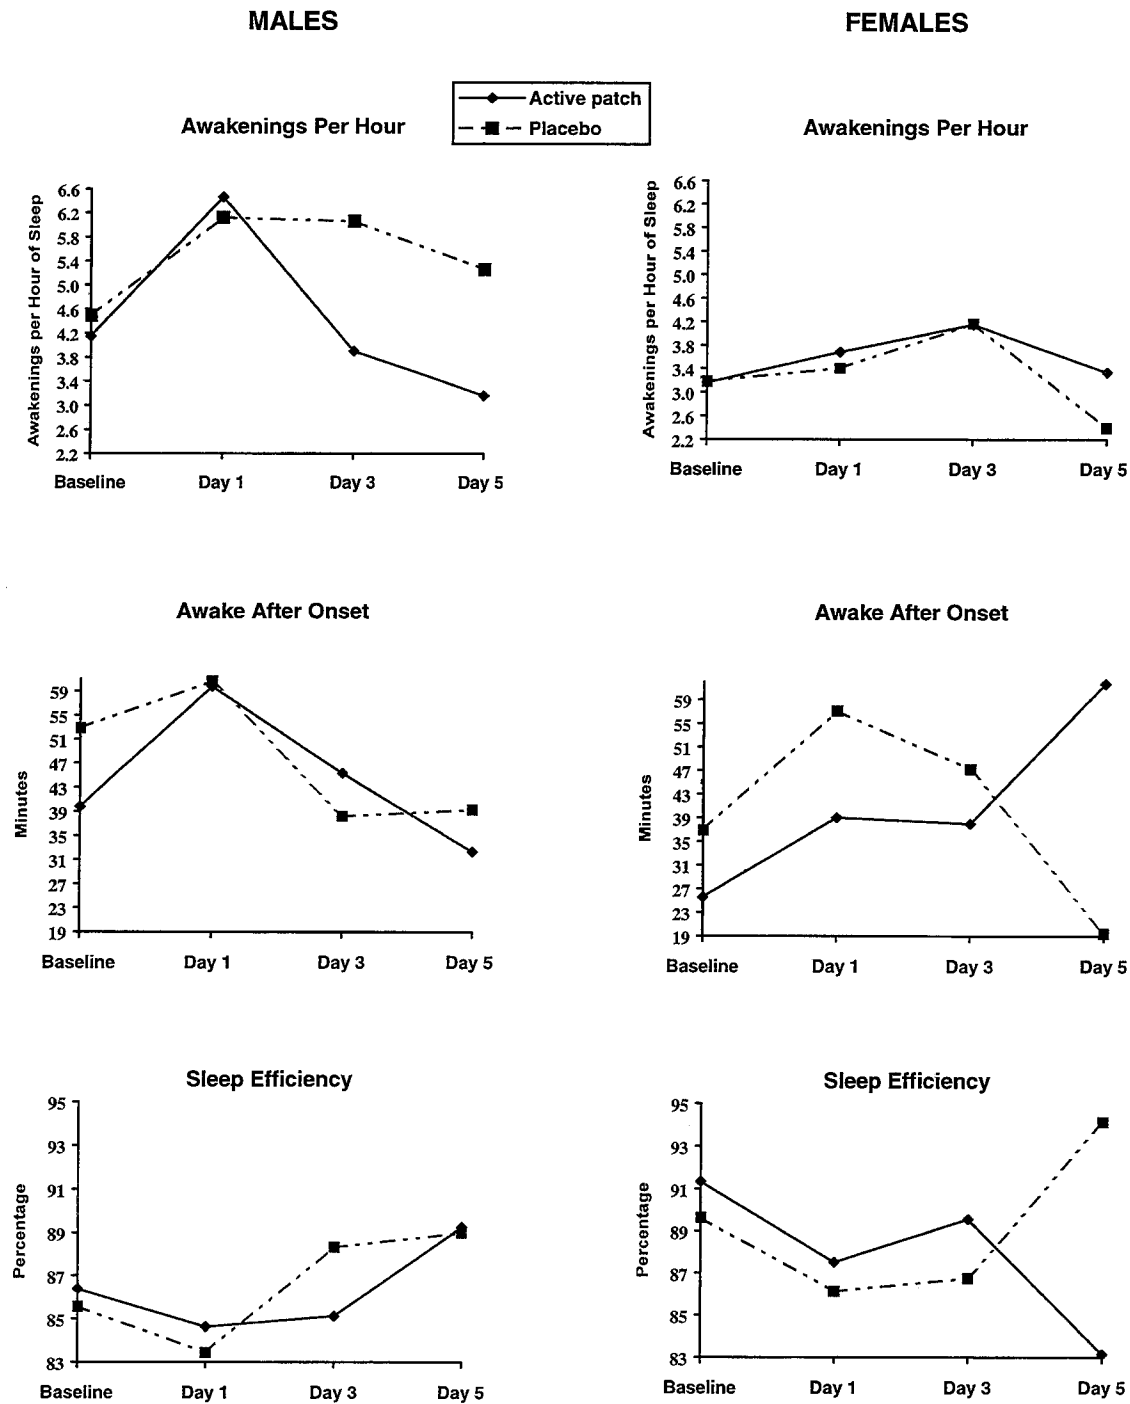 MALES
FEMALES
Active patch
Placebo
Awakenings Per Hour
Awakenings per Hour of Sleep
6.6
6.2
5.8
5.4
5.0
4.6
4.2
3.8
3.4
3.0
2.6
2.2
Baseline Day 1 Day 3 Day 5
Awakenings Per Hour
Awakenings per Hour of Sleep
6.6
6.2
5.8
5.4
5.0
4.6
4.2
3.8
3.4
3.0
2.6
2.2
Baseline Day 1 Day 3 Day 5
Awake After Onset
Minutes
59
55
51
47
43
39
35
31
27
23
19
Baseline Day 1 Day 3 Day 5
Awake After Onset
Minutes
59
55
51
47
43
39
35
31
27
23
19
Baseline Day 1 Day 3 Day 5
Sleep Efficiency
Percentage
95
93
91
89
87
85
83
Baseline Day 1 Day 3 Day 5
Sleep Efficiency
Percentage
95
93
91
89
87
85
83
Baseline Day 1 Day 3 Day 5